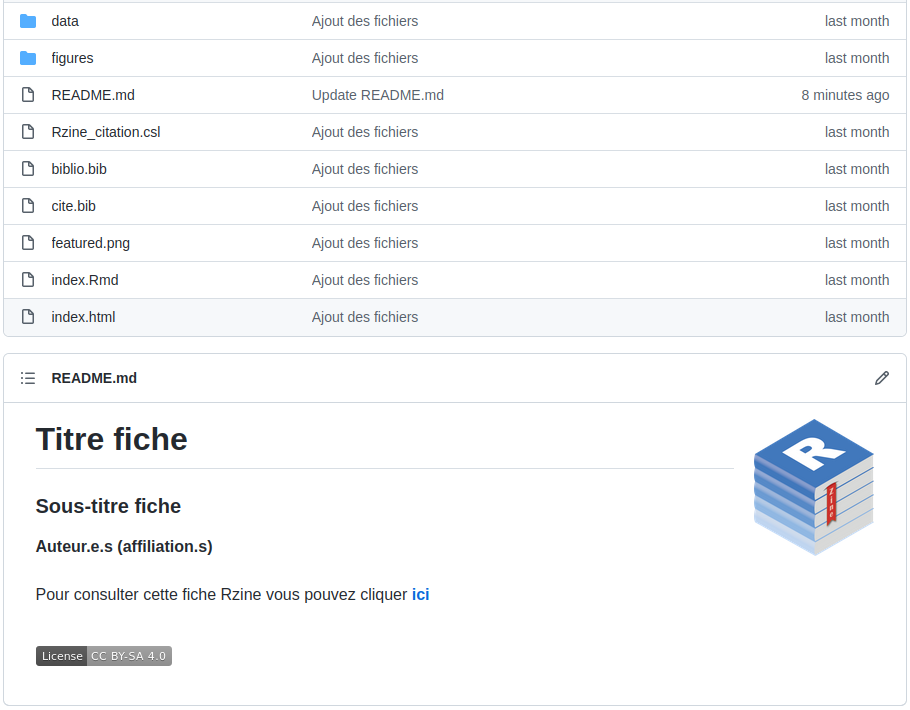 data Ajout des fichiers last month
figures Ajout des fichiers last month
README.md Update README.md 8 minutes ago
Rzine_citation.csl Ajout des fichiers last month
biblio.bib Ajout des fichiers last month
cite.bib Ajout des fichiers last month
featured.png Ajout des fichiers last month
index.Rmd Ajout des fichiers last month
index.html Ajout des fichiers last month
README.md
Titre fiche
R
zine
Sous-titre fiche
Auteur.e.s (affiliation.s)
Pour consulter cette fiche Rzine vous pouvez cliquer ici
License CC BY-SA 4.0